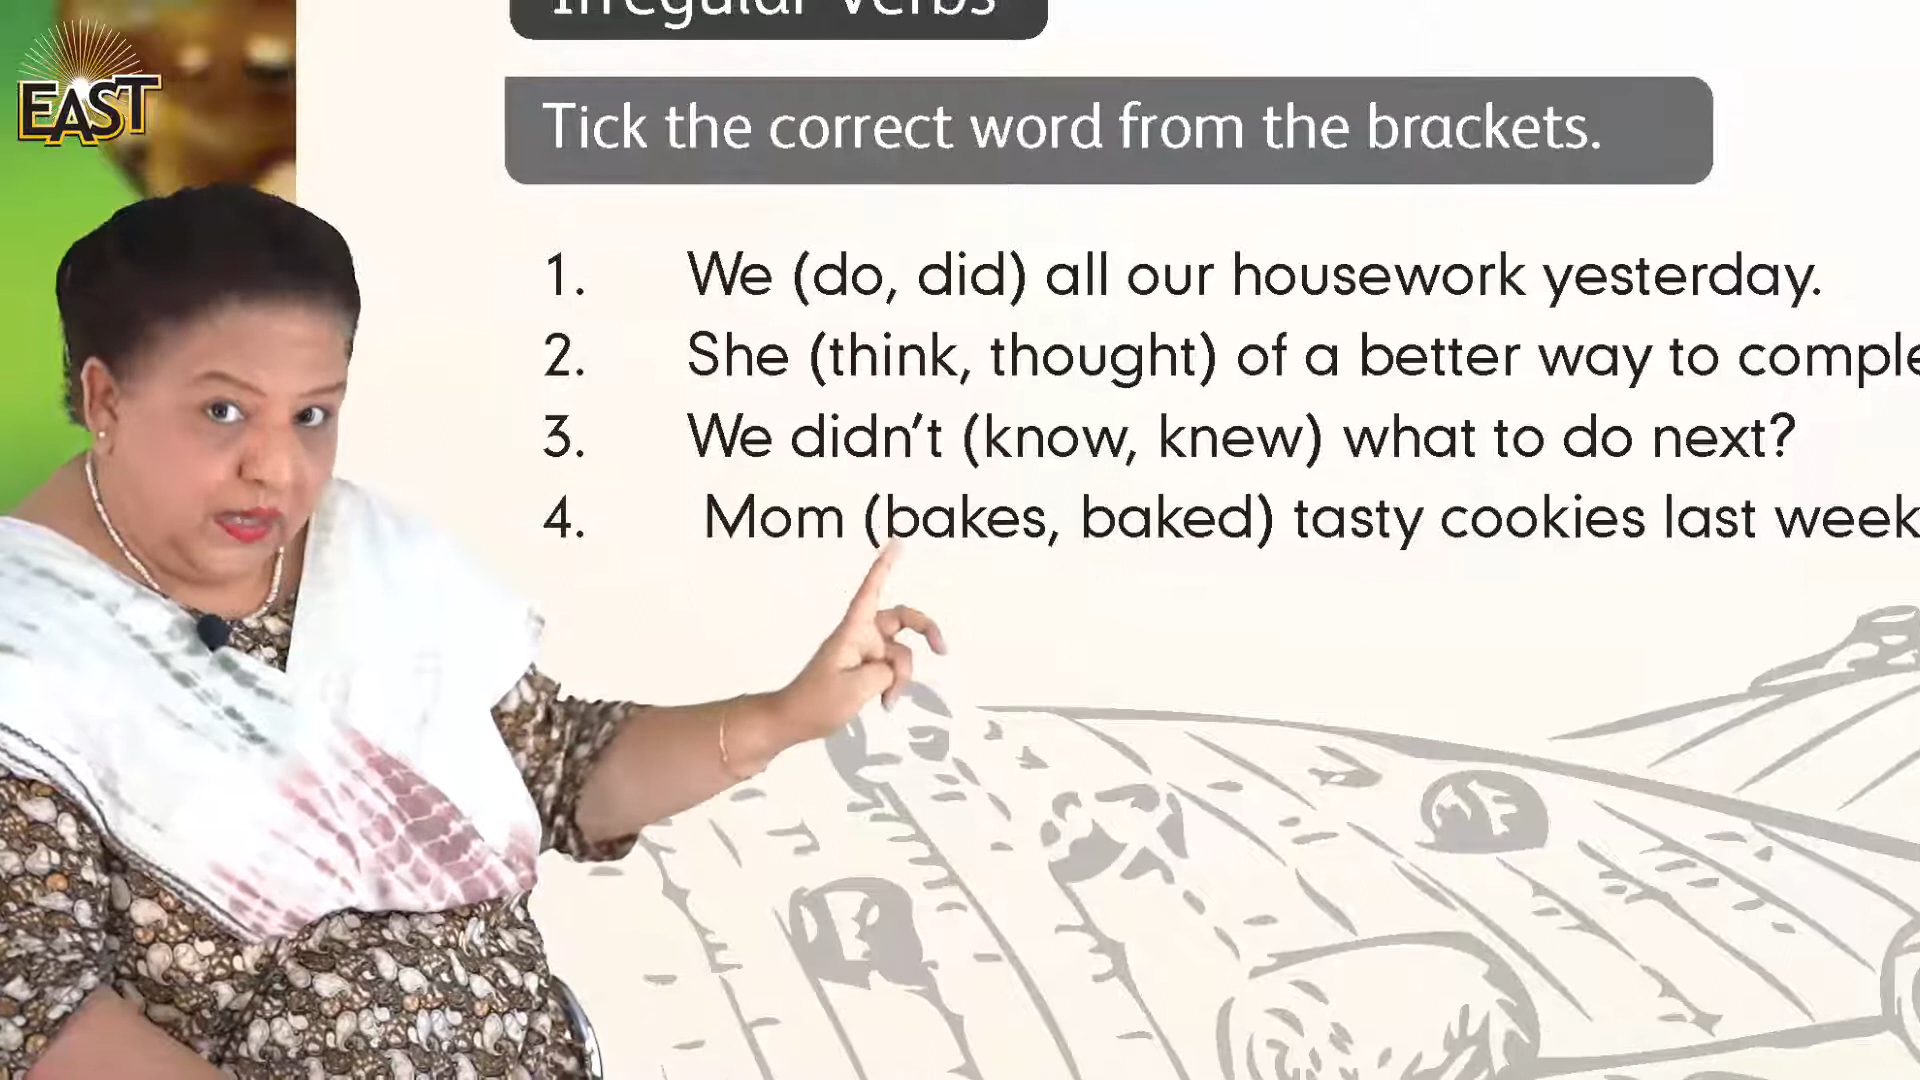 EAST
Irregular Verbs
Tick the correct word from the brackets.
1. We (do, did) all our housework yesterday.
2. She (think, thought) of a better way to
3. We didn't (know, knew) what to do next?
4. Mom (bakes, baked) tasty cookies last week